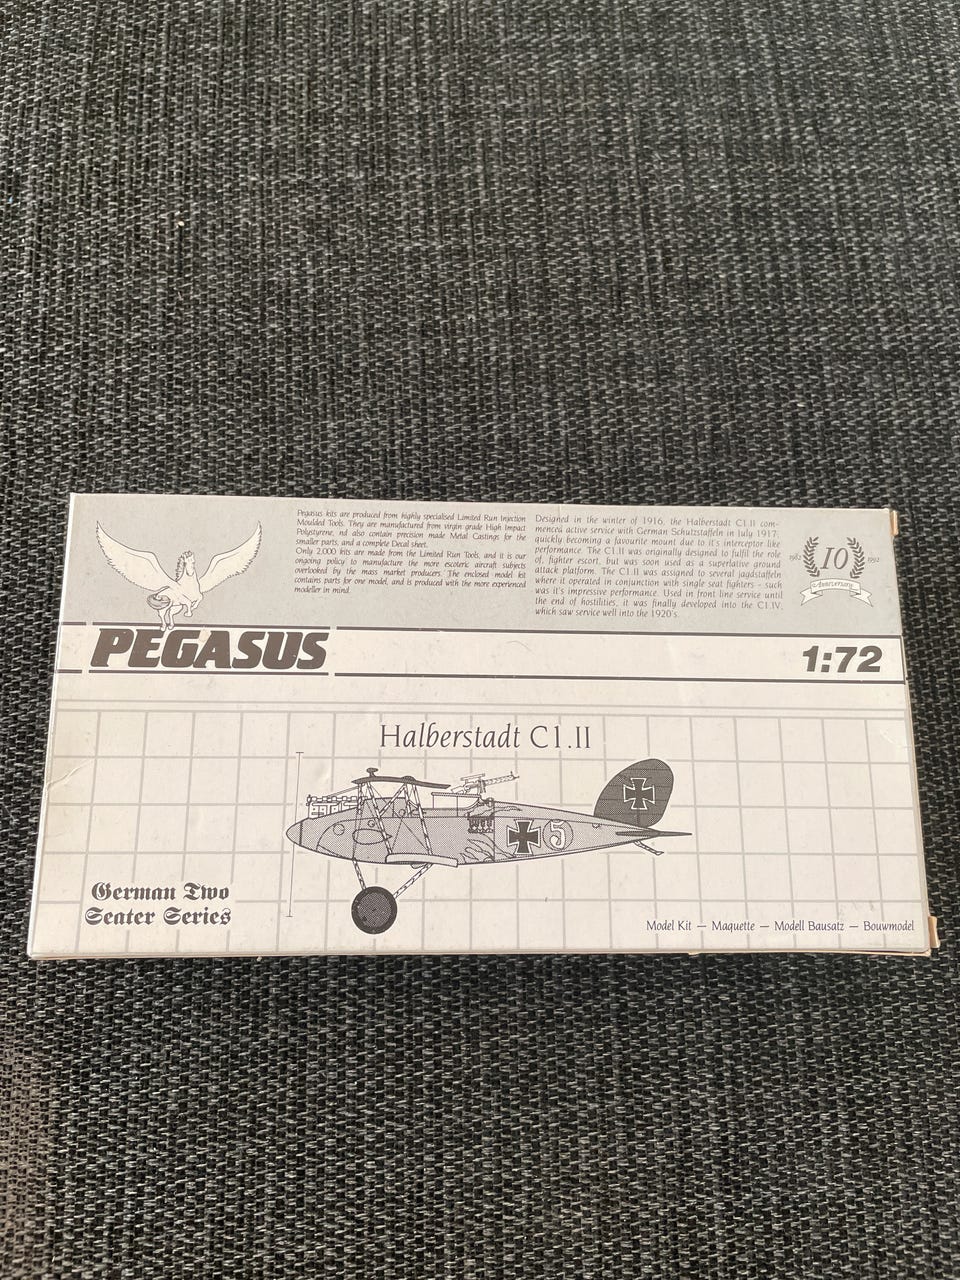 Pegasus kits are produced from highly specialised Limited Run Injection
Moulded Tools. They are manufactured from virgin grade High Impact
Polystyrene, nd also contain precision made Metal Castings for the
smaller parts, and a complete Decal sheet.
Only 2,000 kits are made from the Limited Run Tools, and it is our
ongoing policy to manufacture the more esoteric aircraft subjects
overlooked by the mass market producers. The enclosed model kit
contains parts for one model, and is produced with the more experienced
modeller in mind.
Designed in the winter of 1916, the Halberstadt C1.II com-
menced active service with German Schutzstaffeln in July 1917,
quickly becoming a favourite mount due to it's interceptor like
performance. The C1.II was originally designed to fulfil the role
of, fighter escort, but was soon used as a superlative ground
attack platform. The C1.II was assigned to several jagdstaffeln
where it operated in conjunction with single seat fighters - such
was it's impressive performance. Used in front line service until
the end of hostilities, it was finally developed into the C1.IV,
which saw service well into the 1920's.
10
1992
Anniversary
PEGASUS
1:72
Halberstadt C1.II
5
German Two
Seater Series
Model Kit — Maquette — Modell Bausatz — Bouwmodel